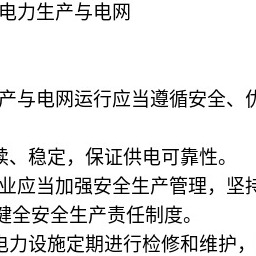 电力生产与电网
产与电网运行应当遵循安全、优
续、稳定，保证供电可靠性。
业应当加强安全生产管理，坚持
健全安全生产责任制度。
电力设施定期进行检修和维护，